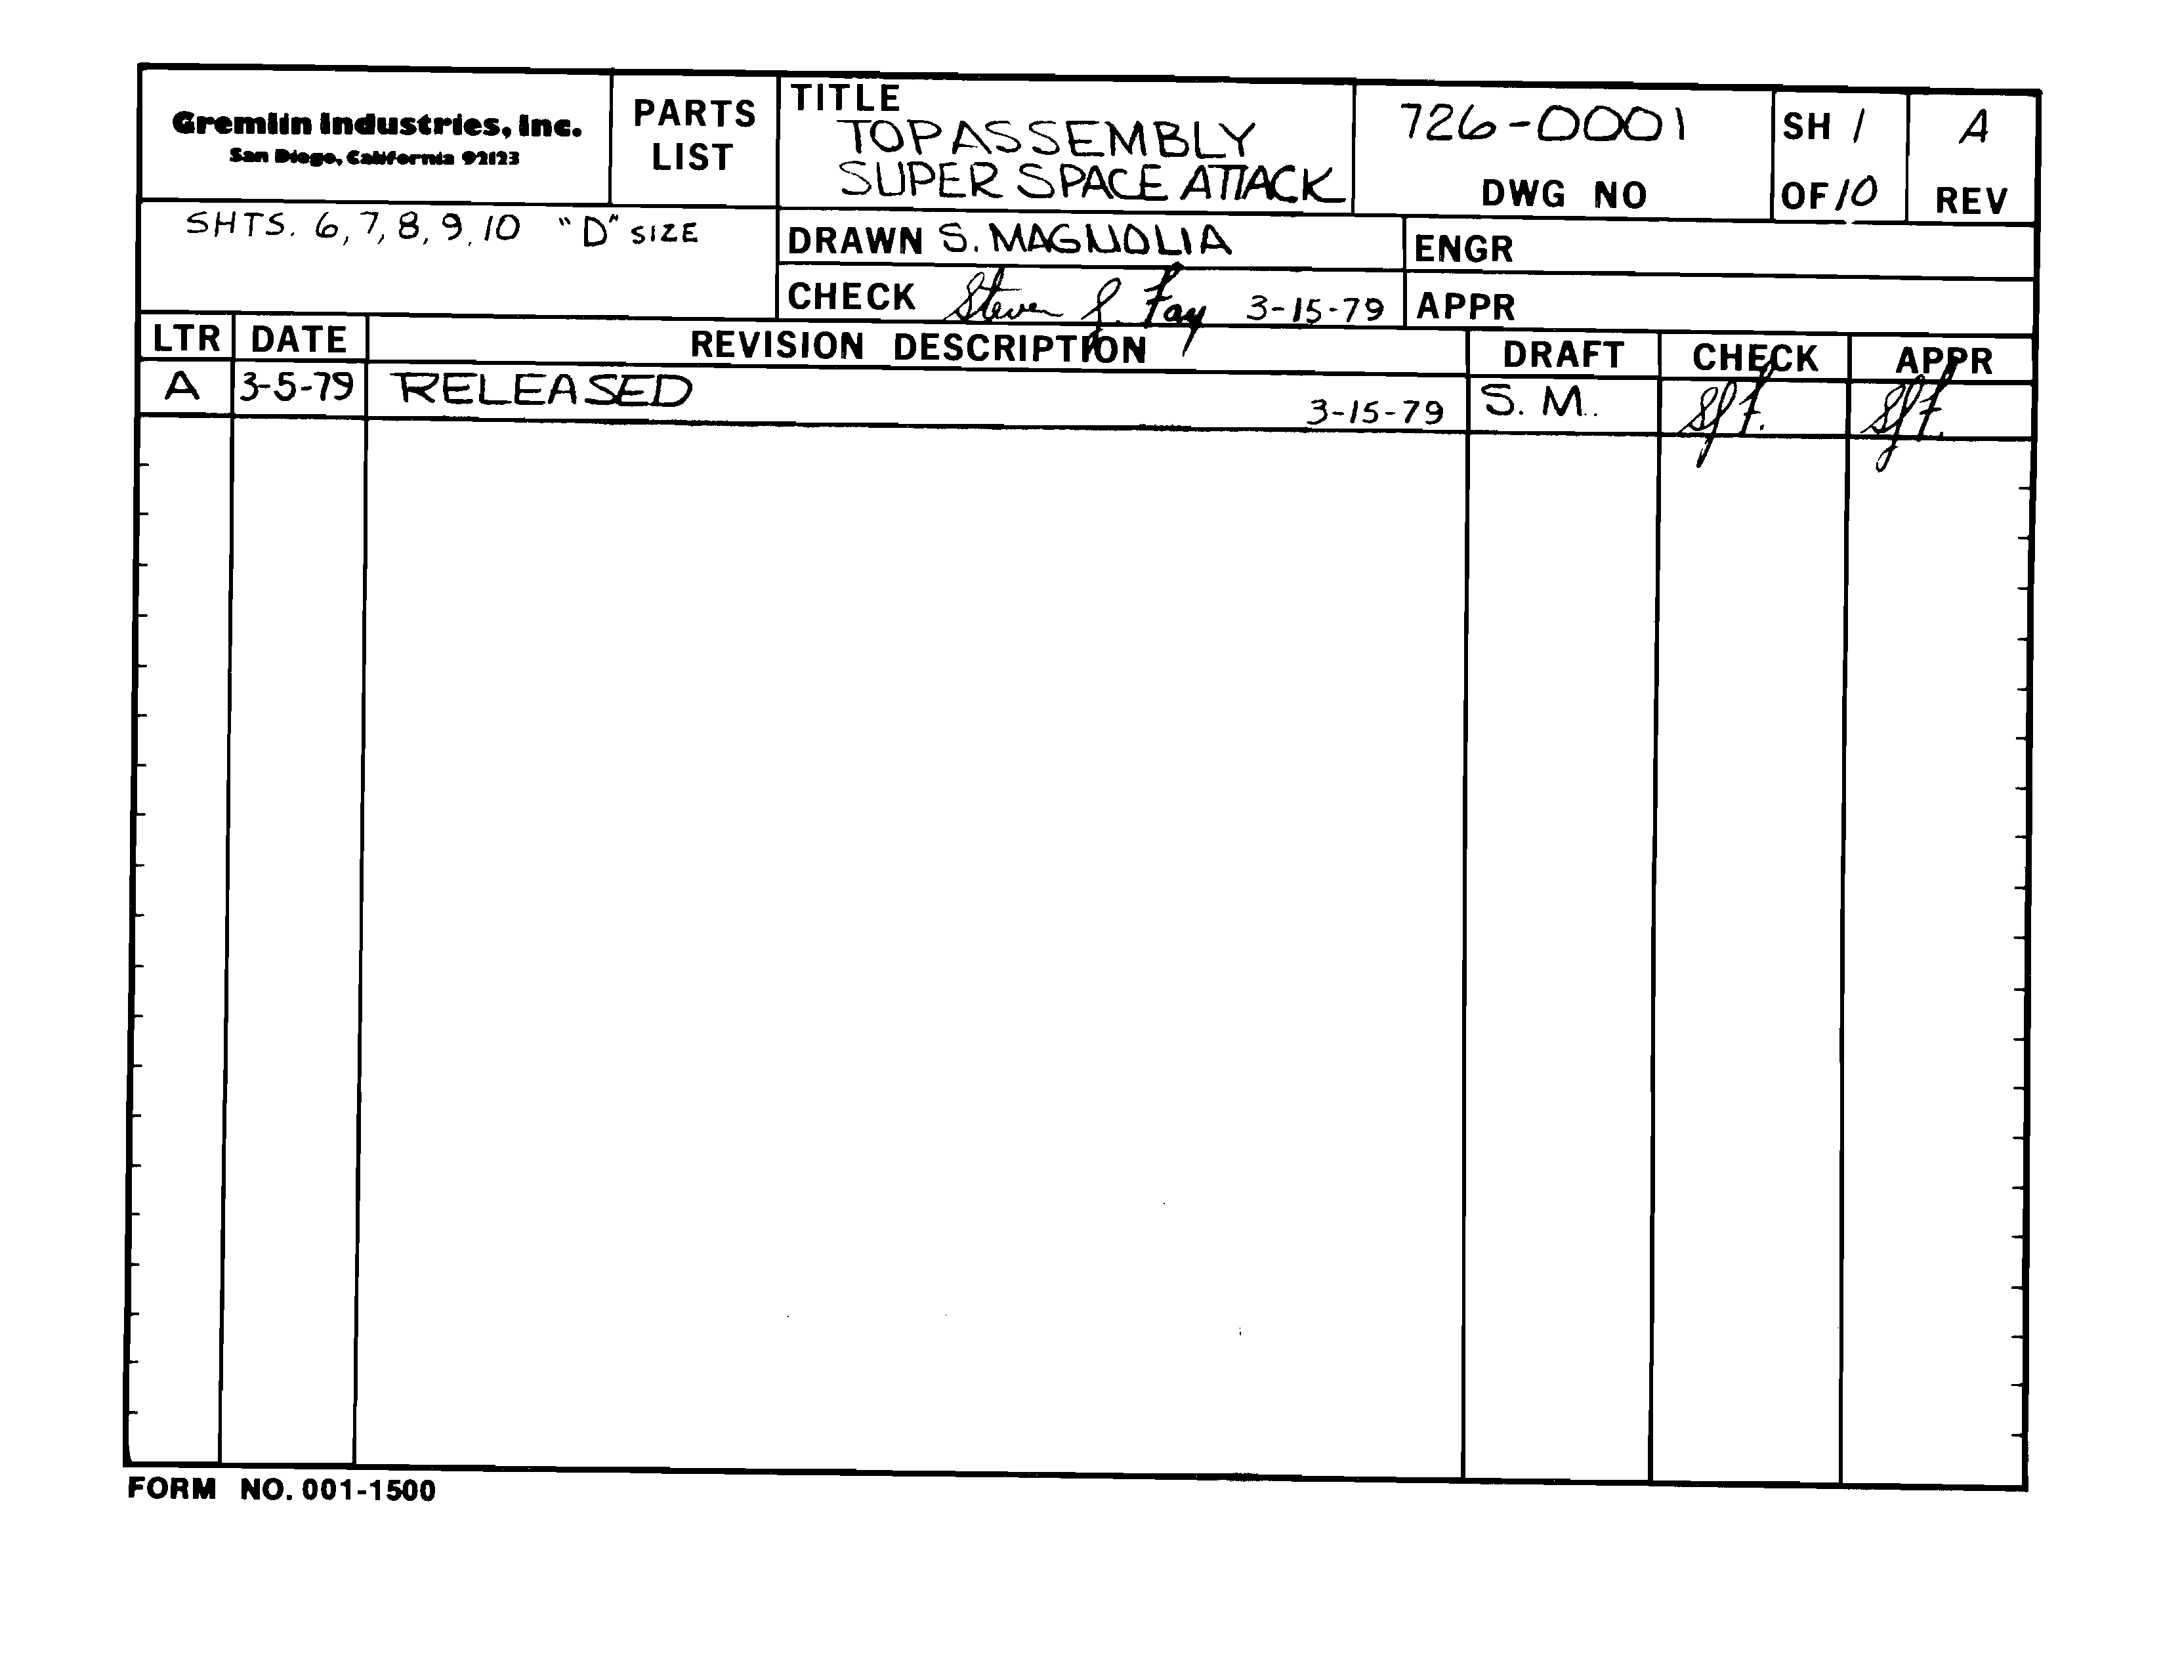 Gremlin Industries, Inc.
San Diego, California 92123
PARTS
LIST
TITLE
TOP ASSEMBLY
SUPER SPACE ATTACK
726-0001
DWG NO
SH 1
OF 10
A
REV
SHTS. 6, 7, 8, 9, 10 "D" SIZE
DRAWN S. MAGNOLIA
ENGR
CHECK Steven J. Fay 3-15-79
APPR
LTR DATE REVISION DESCRIPTION DRAFT CHECK APPR
A 3-5-79 RELEASED 3-15-79 S. M. SJF. SJF.
FORM NO. 001-1500